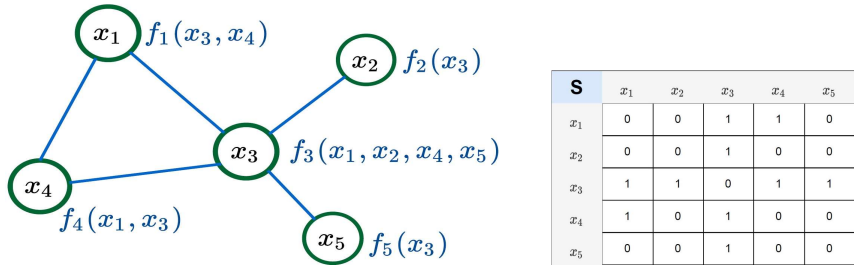 x₁ f₁(x₃, x₄)
x₂ f₂(x₃)
x₃ f₃(x₁, x₂, x₄, x₅)
x₄
f₄(x₁, x₃)
x₅ f₅(x₃)
S x₁ x₂ x₃ x₄ x₅
x₁ 0 0 1 1 0
x₂ 0 0 1 0 0
x₃ 1 1 0 1 1
x₄ 1 0 1 0 0
x₅ 0 0 1 0 0